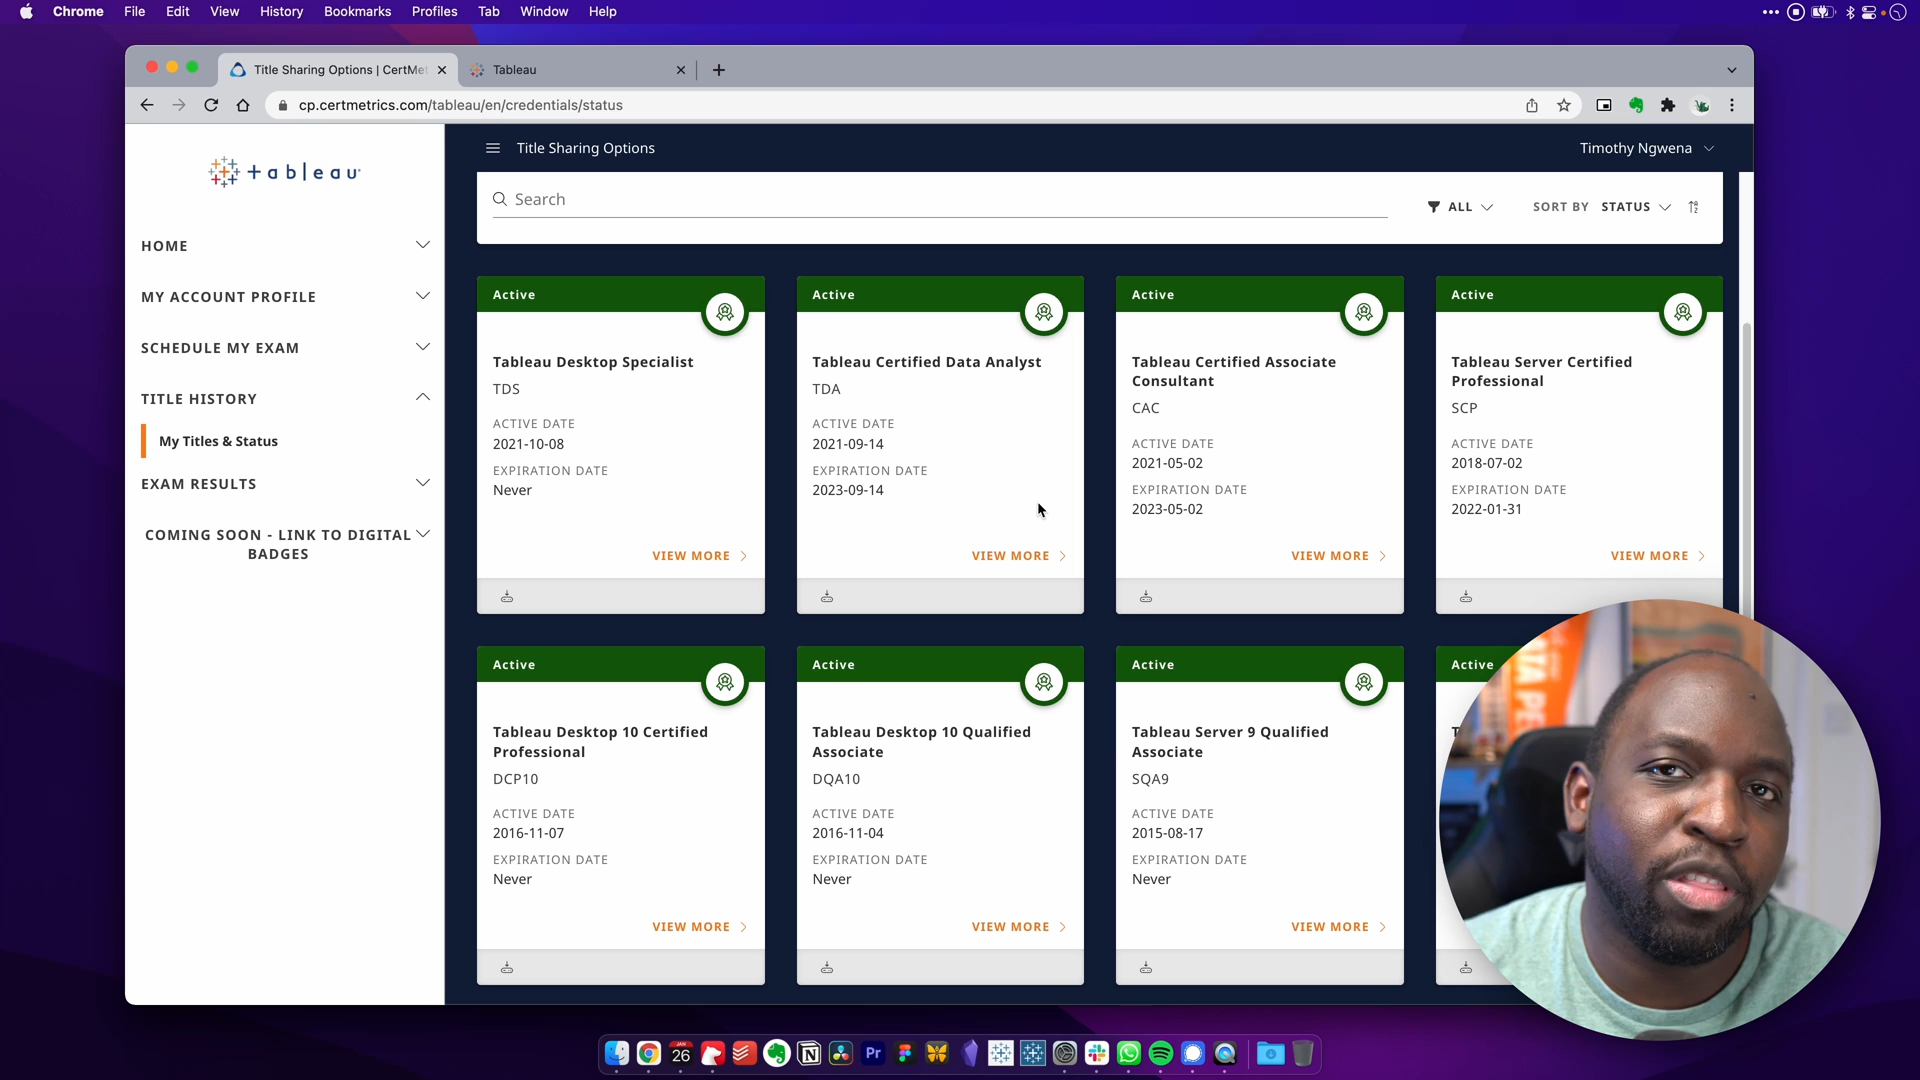 Chrome File Edit View History Bookmarks Profiles Tab Window Help
Title Sharing Options | CertMet
Tableau
cp.certmetrics.com/tableau/en/credentials/status
+ableau
Title Sharing Options
Timothy Ngwena
HOME
MY ACCOUNT PROFILE
SCHEDULE MY EXAM
TITLE HISTORY
My Titles & Status
EXAM RESULTS
COMING SOON - LINK TO DIGITAL
BADGES
Search
ALL
SORT BY STATUS
Active
Tableau Desktop Specialist
TDS
ACTIVE DATE
2021-10-08
EXPIRATION DATE
Never
VIEW MORE
Active
Tableau Certified Data Analyst
TDA
ACTIVE DATE
2021-09-14
EXPIRATION DATE
2023-09-14
VIEW MORE
Active
Tableau Certified Associate
Consultant
CAC
ACTIVE DATE
2021-05-02
EXPIRATION DATE
2023-05-02
VIEW MORE
Active
Tableau Server Certified
Professional
SCP
ACTIVE DATE
2018-07-02
EXPIRATION DATE
2022-01-31
VIEW MORE
Active
Tableau Desktop 10 Certified
Professional
DCP10
ACTIVE DATE
2016-11-07
EXPIRATION DATE
Never
VIEW MORE
Active
Tableau Desktop 10 Qualified
Associate
DQA10
ACTIVE DATE
2016-11-04
EXPIRATION DATE
Never
VIEW MORE
Active
Tableau Server 9 Qualified
Associate
SQA9
ACTIVE DATE
2015-08-17
EXPIRATION DATE
Never
VIEW MORE
Active
JAN
26
Pr